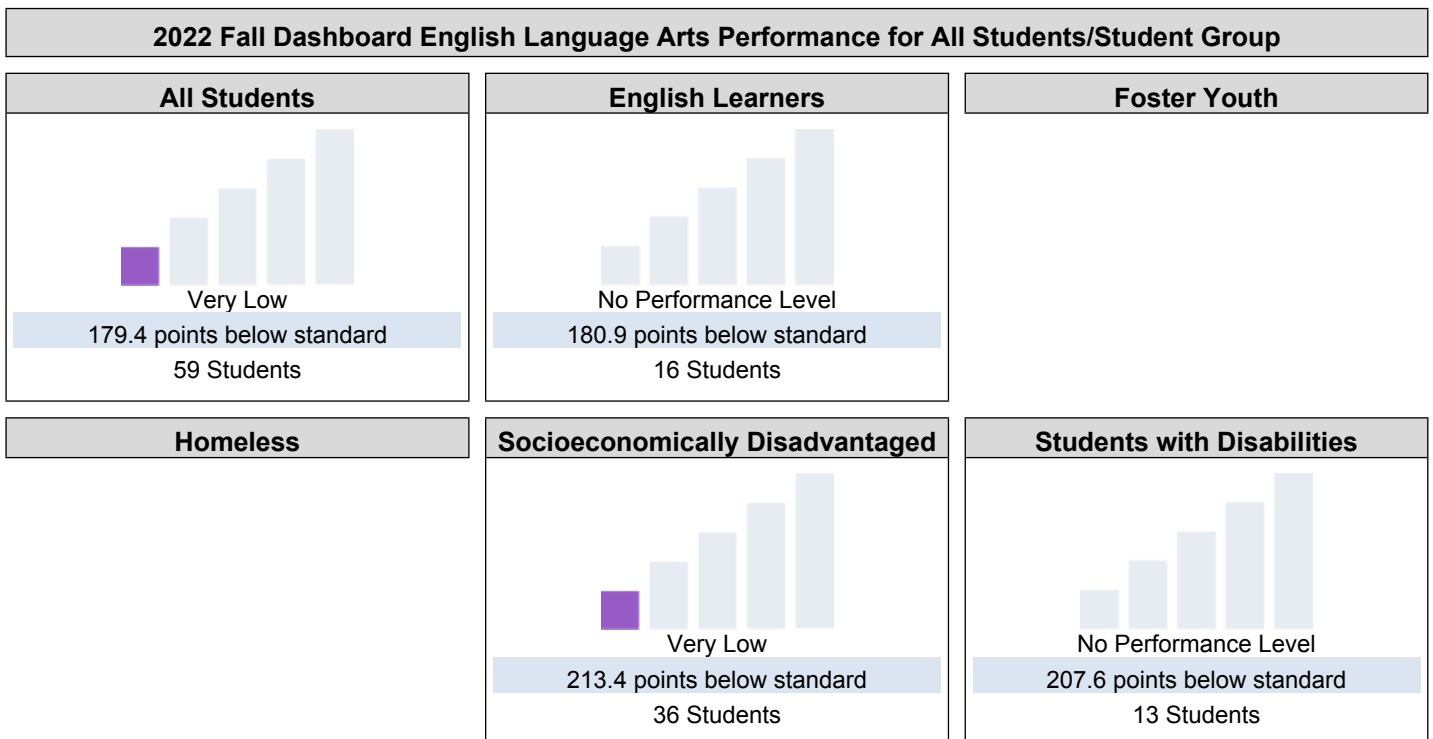 2022 Fall Dashboard English Language Arts Performance for All Students/Student Group
All Students
Very Low
179.4 points below standard
59 Students
English Learners
No Performance Level
180.9 points below standard
16 Students
Foster Youth
Homeless
Socioeconomically Disadvantaged
Very Low
213.4 points below standard
36 Students
Students with Disabilities
No Performance Level
207.6 points below standard
13 Students